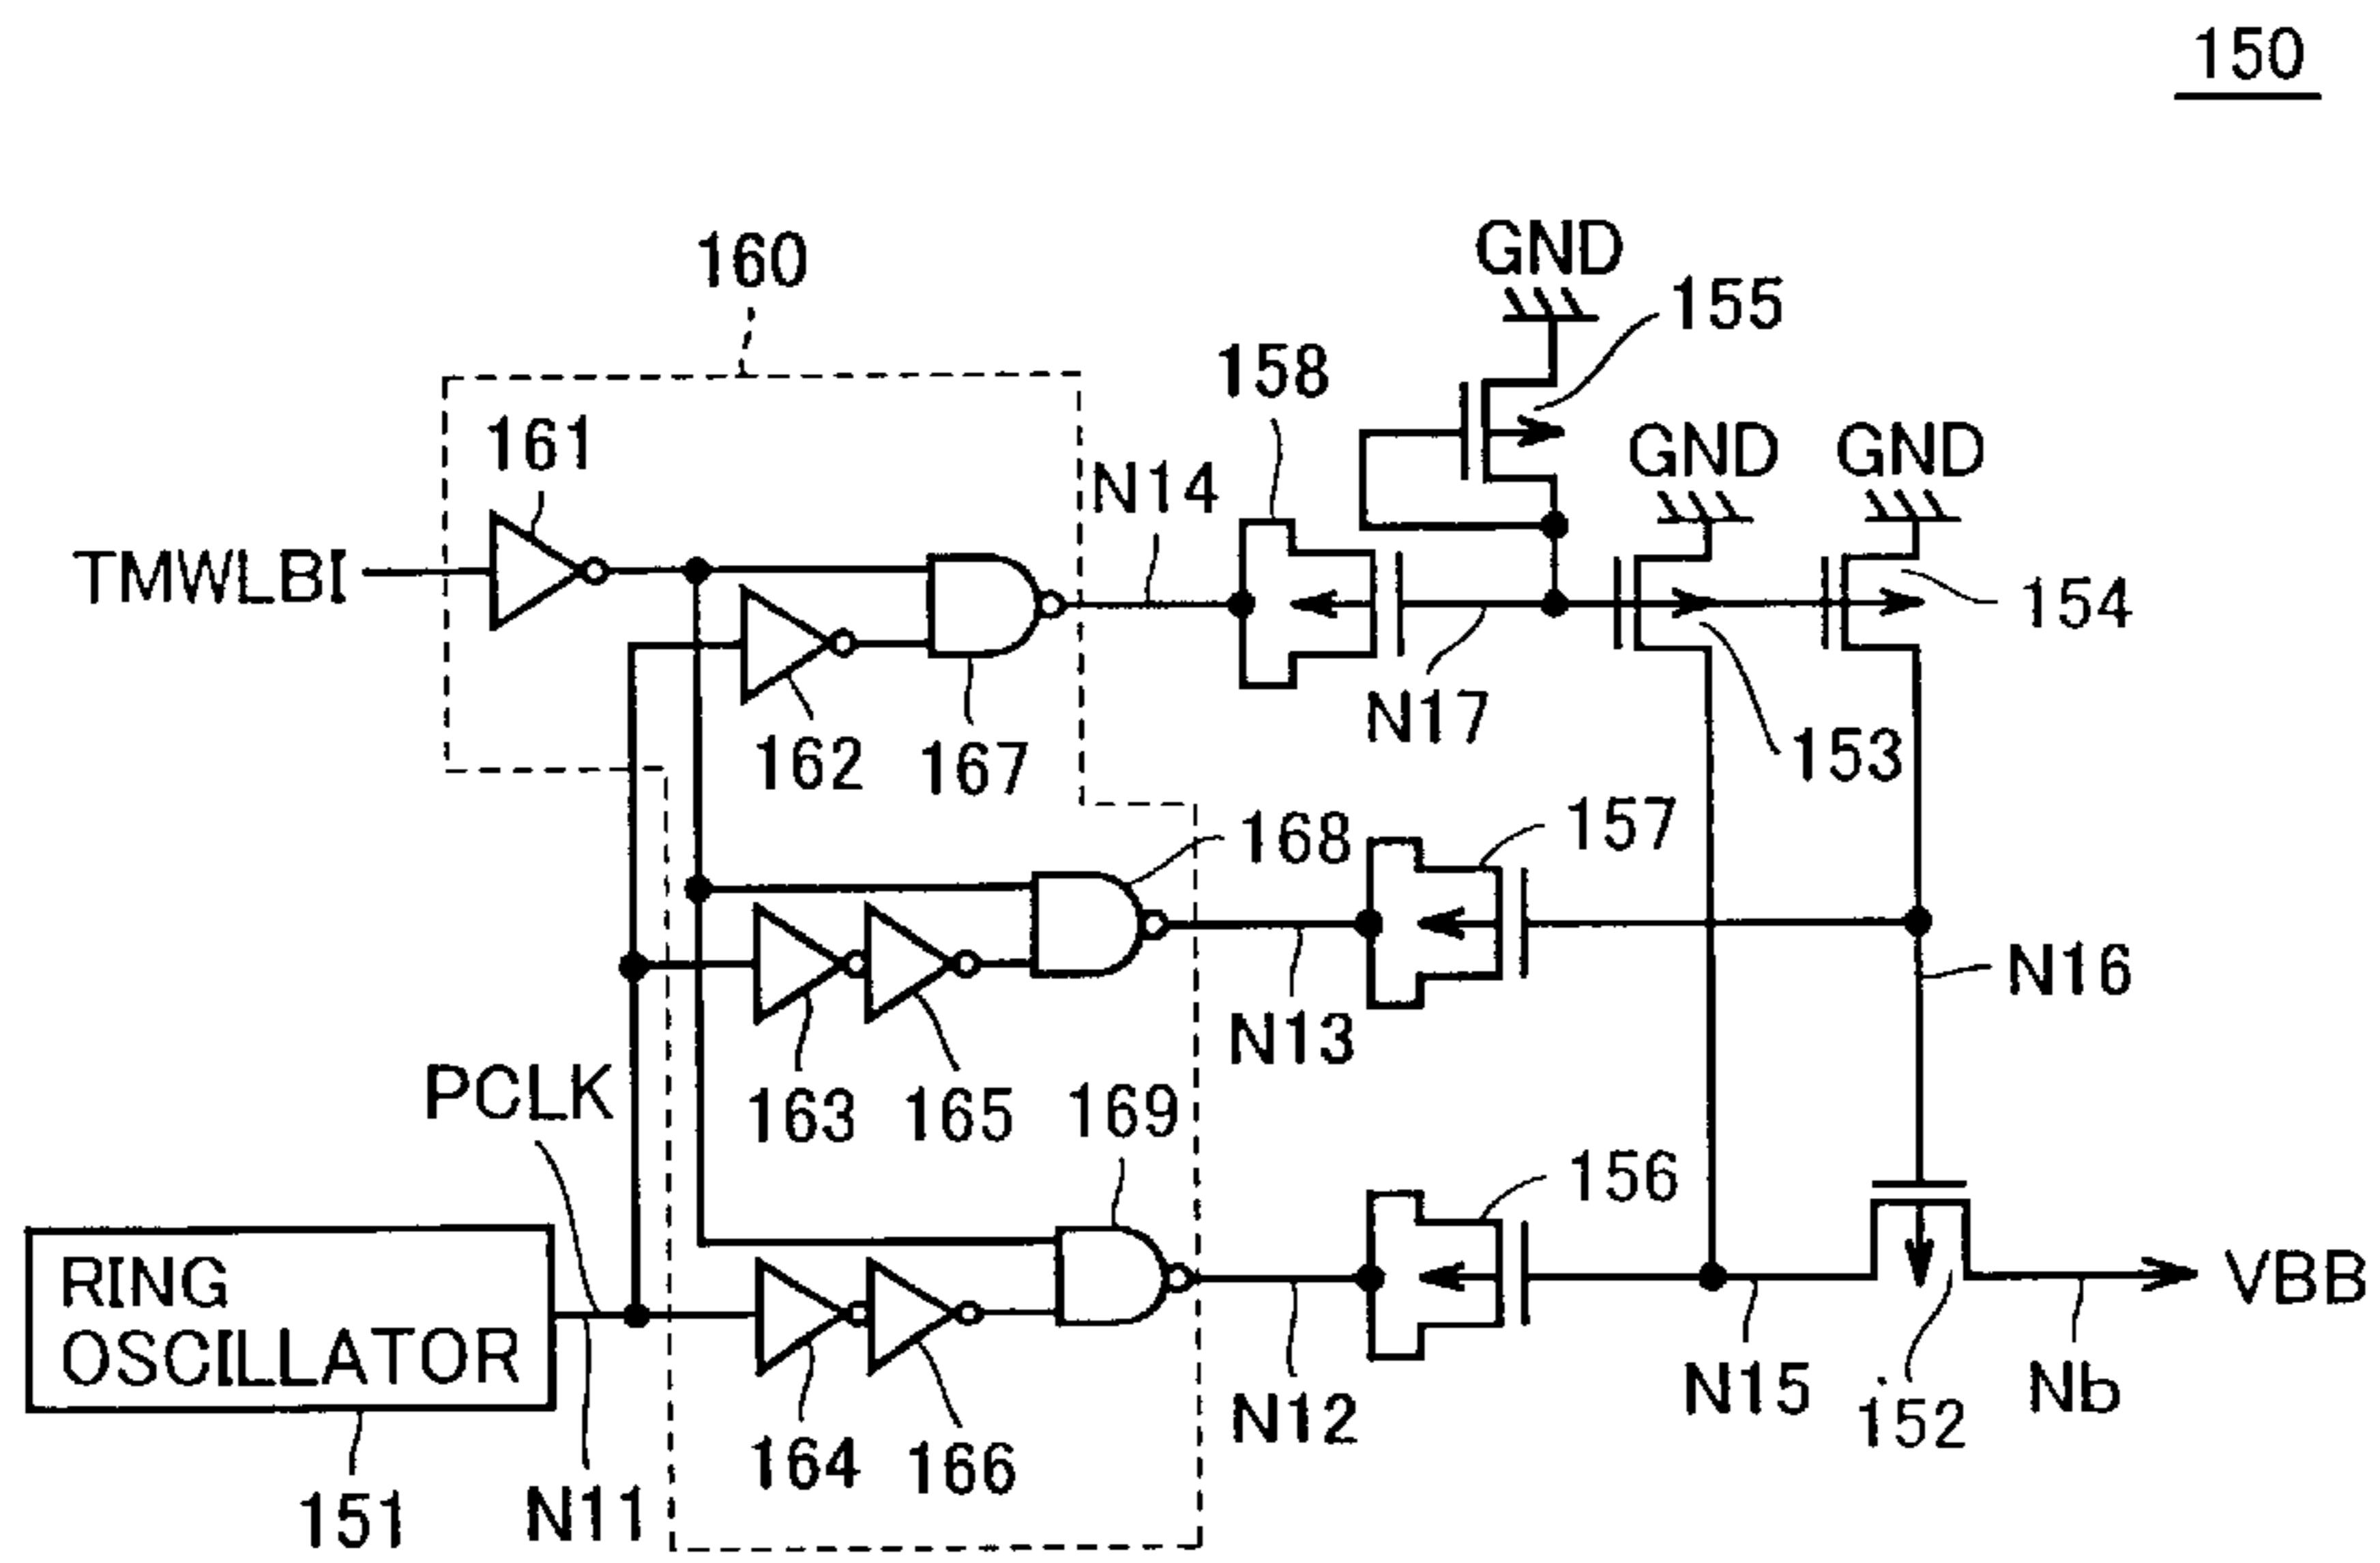 150
160
GND
155
158
161
GND
GND
N14
TMWLBI
154
N17
162
167
153
157
168
N16
N13
PCLK
163
165
169
156
RING
OSCILLATOR
VBB
N15
Nb
N12
152
164
166
151
N11